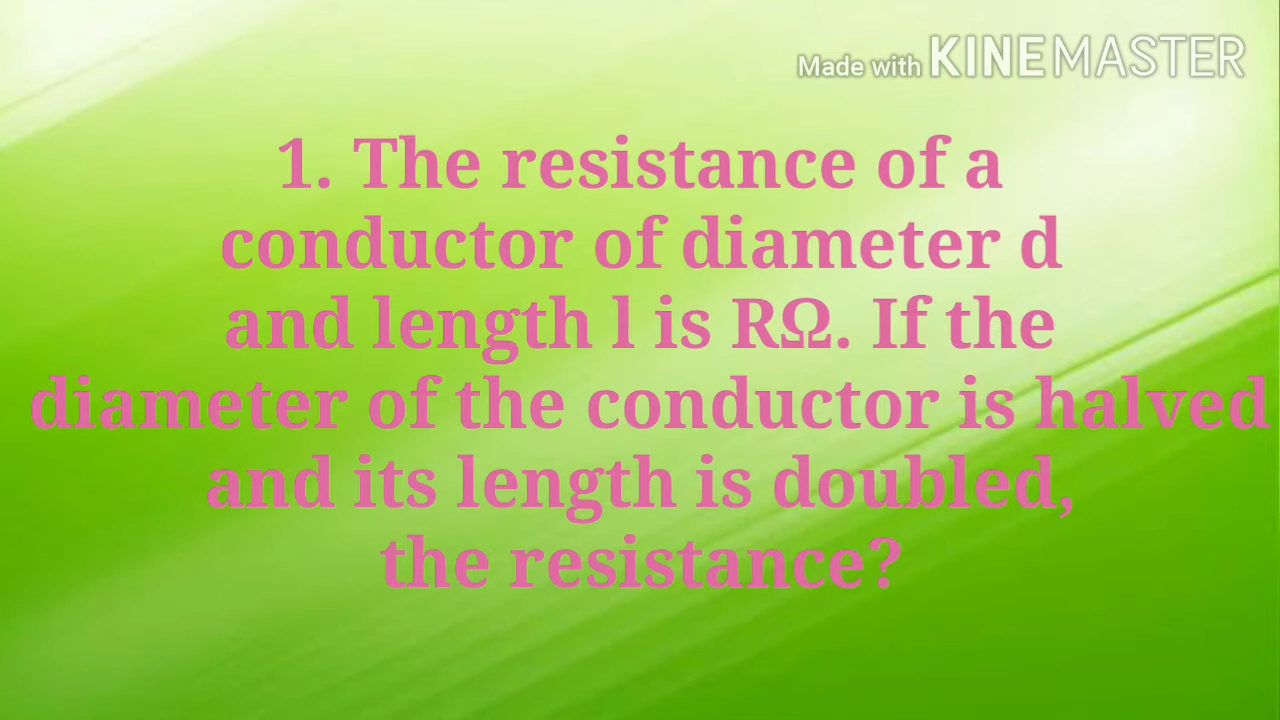 Made with KINEMASTER
1. The resistance of a
conductor of diameter d
and length l is RΩ. If the
diameter of the conductor is halved
and its length is doubled,
the resistance?